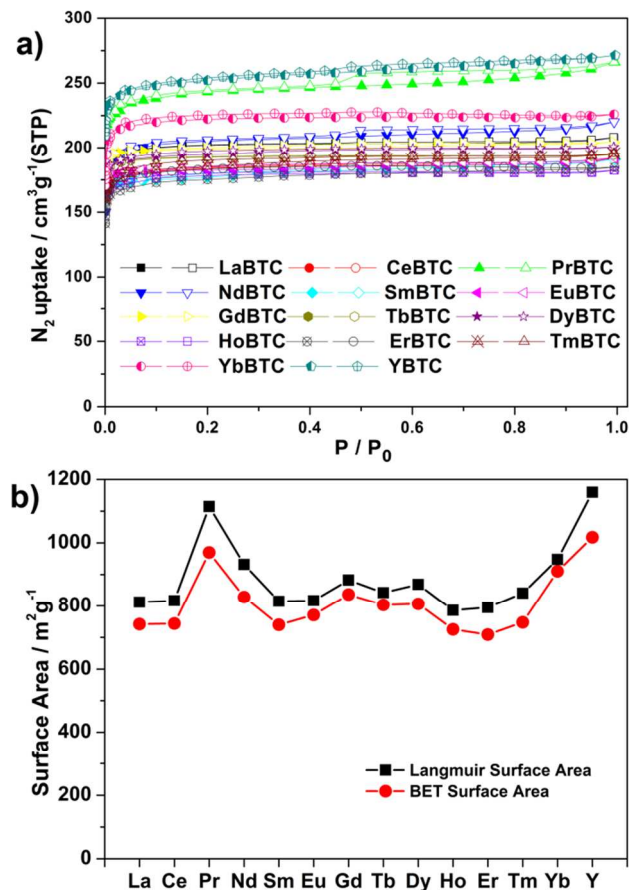 a)
300
250
200
150
100
50
0
N2 uptake / cm3g-1(STP)
LaBTC CeBTC PrBTC
NdBTC SmBTC EuBTC
GdBTC TbBTC DyBTC
HoBTC ErBTC TmBTC
YbBTC YBTC
0.0 0.2 0.4 0.6 0.8 1.0
P / P0
b)
1200
1000
800
600
400
200
0
Surface Area / m2g-1
Langmuir Surface Area
BET Surface Area
La Ce Pr Nd Sm Eu Gd Tb Dy Ho Er Tm Yb Y